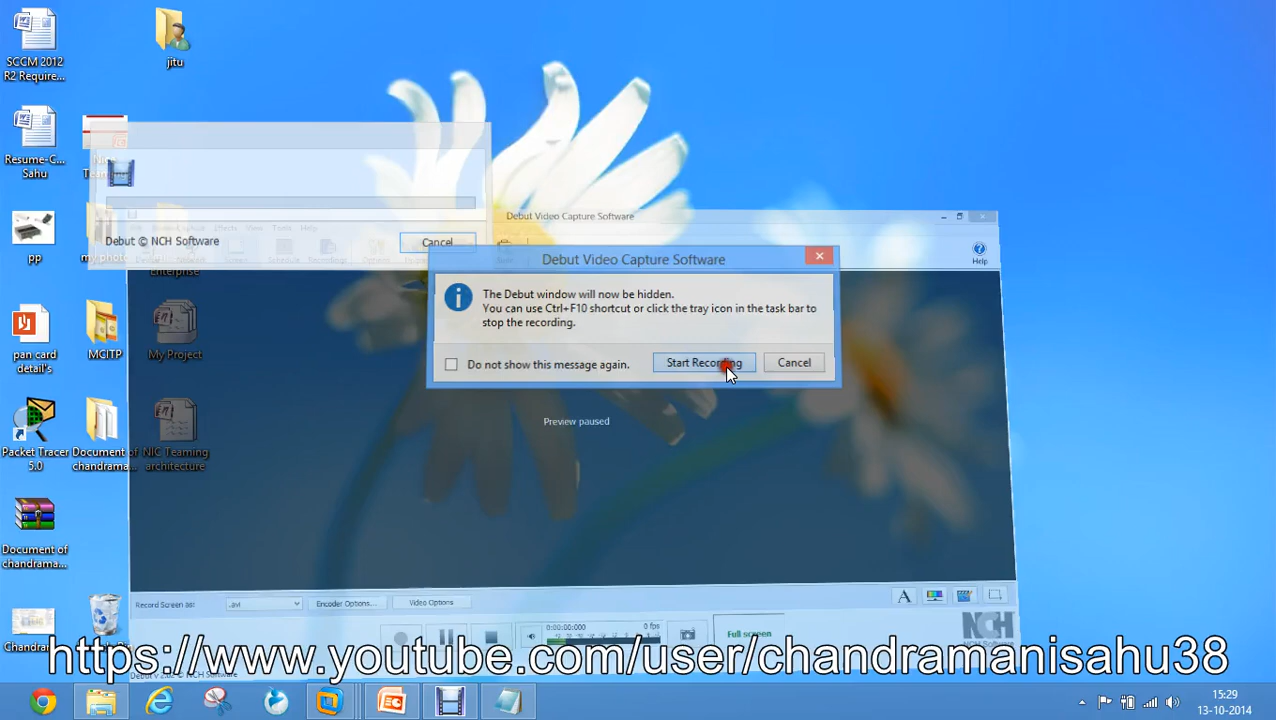 SCCM 2012
R2 Require...
jitu
Resume-C...
Sahu
Debut © NCH Software
Cancel
pp
my photo
Enterprise
Debut Video Capture Software
Help
Debut Video Capture Software
The Debut window will now be hidden.
You can use Ctrl+F10 shortcut or click the tray icon in the task bar to
stop the recording.
Do not show this message again.
Start Recording
Cancel
Preview paused
pan card
detail's
MCITP
My Project
Packet Tracer
5.0
Document of
chandrama...
NIC Teaming
architecture
Document of
chandrama...
Record Screen as:
.avi
Encoder Options...
Video Options
0:00:00:000
0 fps
Full screen
NCH
https://www.youtube.com/user/chandramanisahu38
15:29
13-10-2014